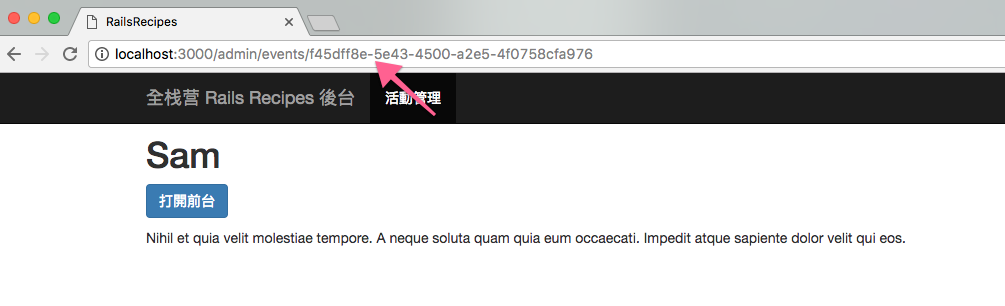 RailsRecipes
localhost:3000/admin/events/f45dff8e-5e43-4500-a2e5-4f0758cfa976
全栈营 Rails Recipes 後台 活動管理
Sam
打開前台
Nihil et quia velit molestiae tempore. A neque soluta quam quia eum occaecati. Impedit atque sapiente dolor velit qui eos.